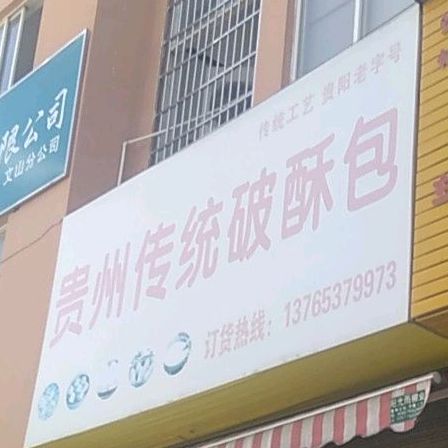 限公司
文山分公司
传统工艺 贵阳老字号
贵州传统破酥包
订货热线：13765379973